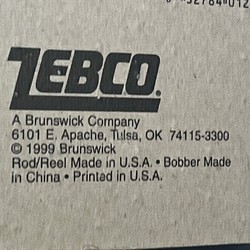 ZEBCO.
A Brunswick Company
6101 E. Apache, Tulsa, OK 74115-3300
© 1999 Brunswick
Rod/Reel Made in U.S.A. • Bobber Made
in China • Printed in U.S.A.